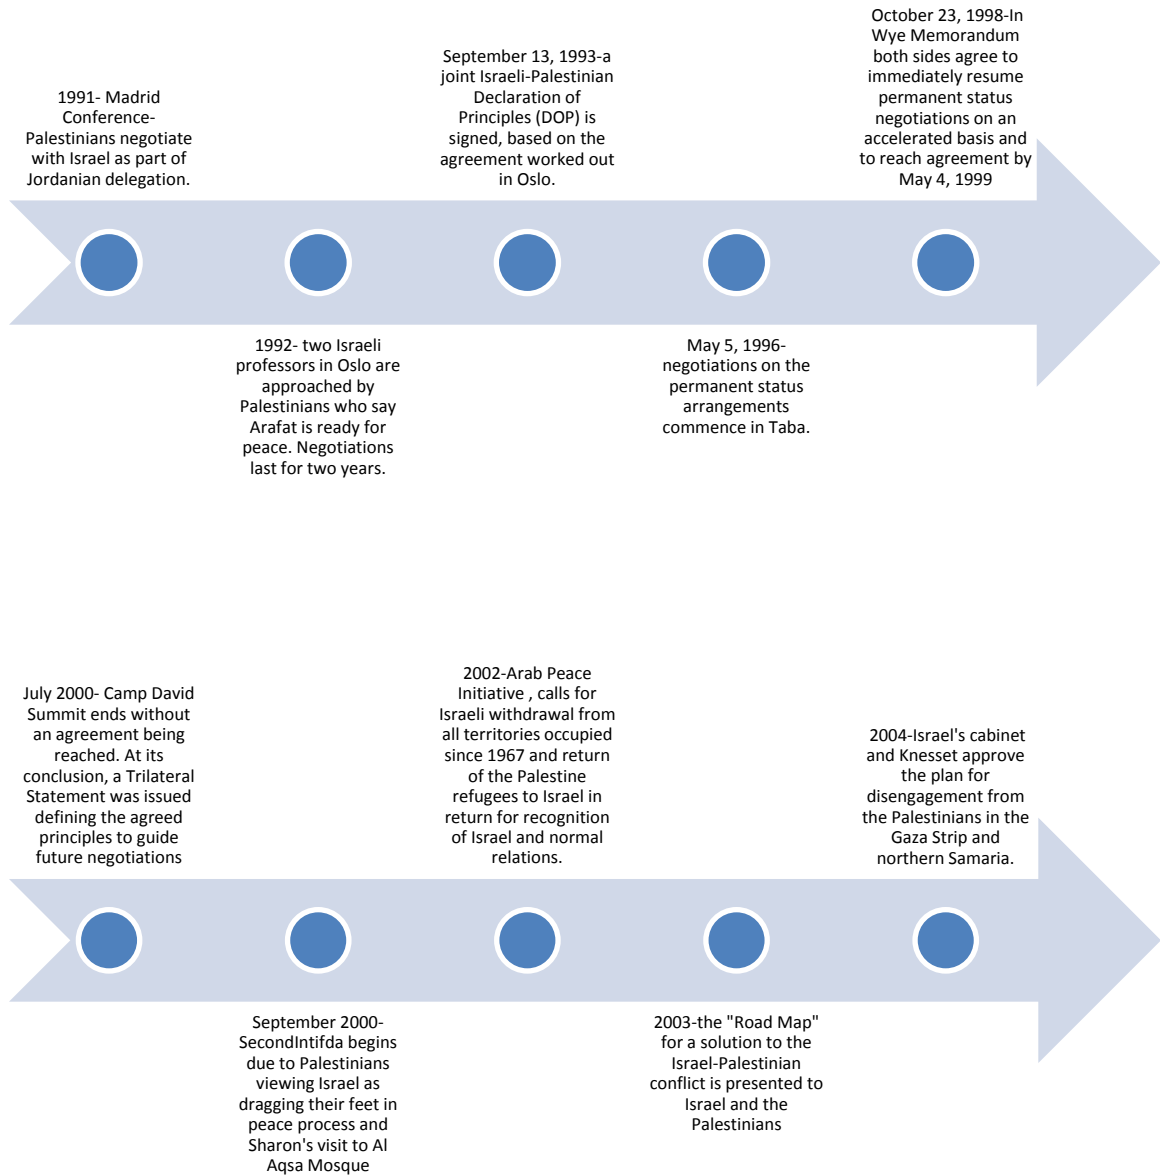 1991- Madrid
Conference-
Palestinians negotiate
with Israel as part of
Jordanian delegation.
1992- two Israeli
professors in Oslo are
approached by
Palestinians who say
Arafat is ready for
peace. Negotiations
last for two years.
September 13, 1993-a
joint Israeli-Palestinian
Declaration of
Principles (DOP) is
signed, based on the
agreement worked out
in Oslo.
May 5, 1996-
negotiations on the
permanent status
arrangements
commence in Taba.
October 23, 1998-In
Wye Memorandum
both sides agree to
immediately resume
permanent status
negotiations on an
accelerated basis and
to reach agreement by
May 4, 1999
July 2000- Camp David
Summit ends without
an agreement being
reached. At its
conclusion, a Trilateral
Statement was issued
defining the agreed
principles to guide
future negotiations
September 2000-
SecondIntifda begins
due to Palestinians
viewing Israel as
dragging their feet in
peace process and
Sharon's visit to Al
Aqsa Mosque
2002-Arab Peace
Initiative , calls for
Israeli withdrawal from
all territories occupied
since 1967 and return
of the Palestine
refugees to Israel in
return for recognition
of Israel and normal
relations.
2003-the "Road Map"
for a solution to the
Israel-Palestinian
conflict is presented to
Israel and the
Palestinians
2004-Israel's cabinet
and Knesset approve
the plan for
disengagement from
the Palestinians in the
Gaza Strip and
northern Samaria.